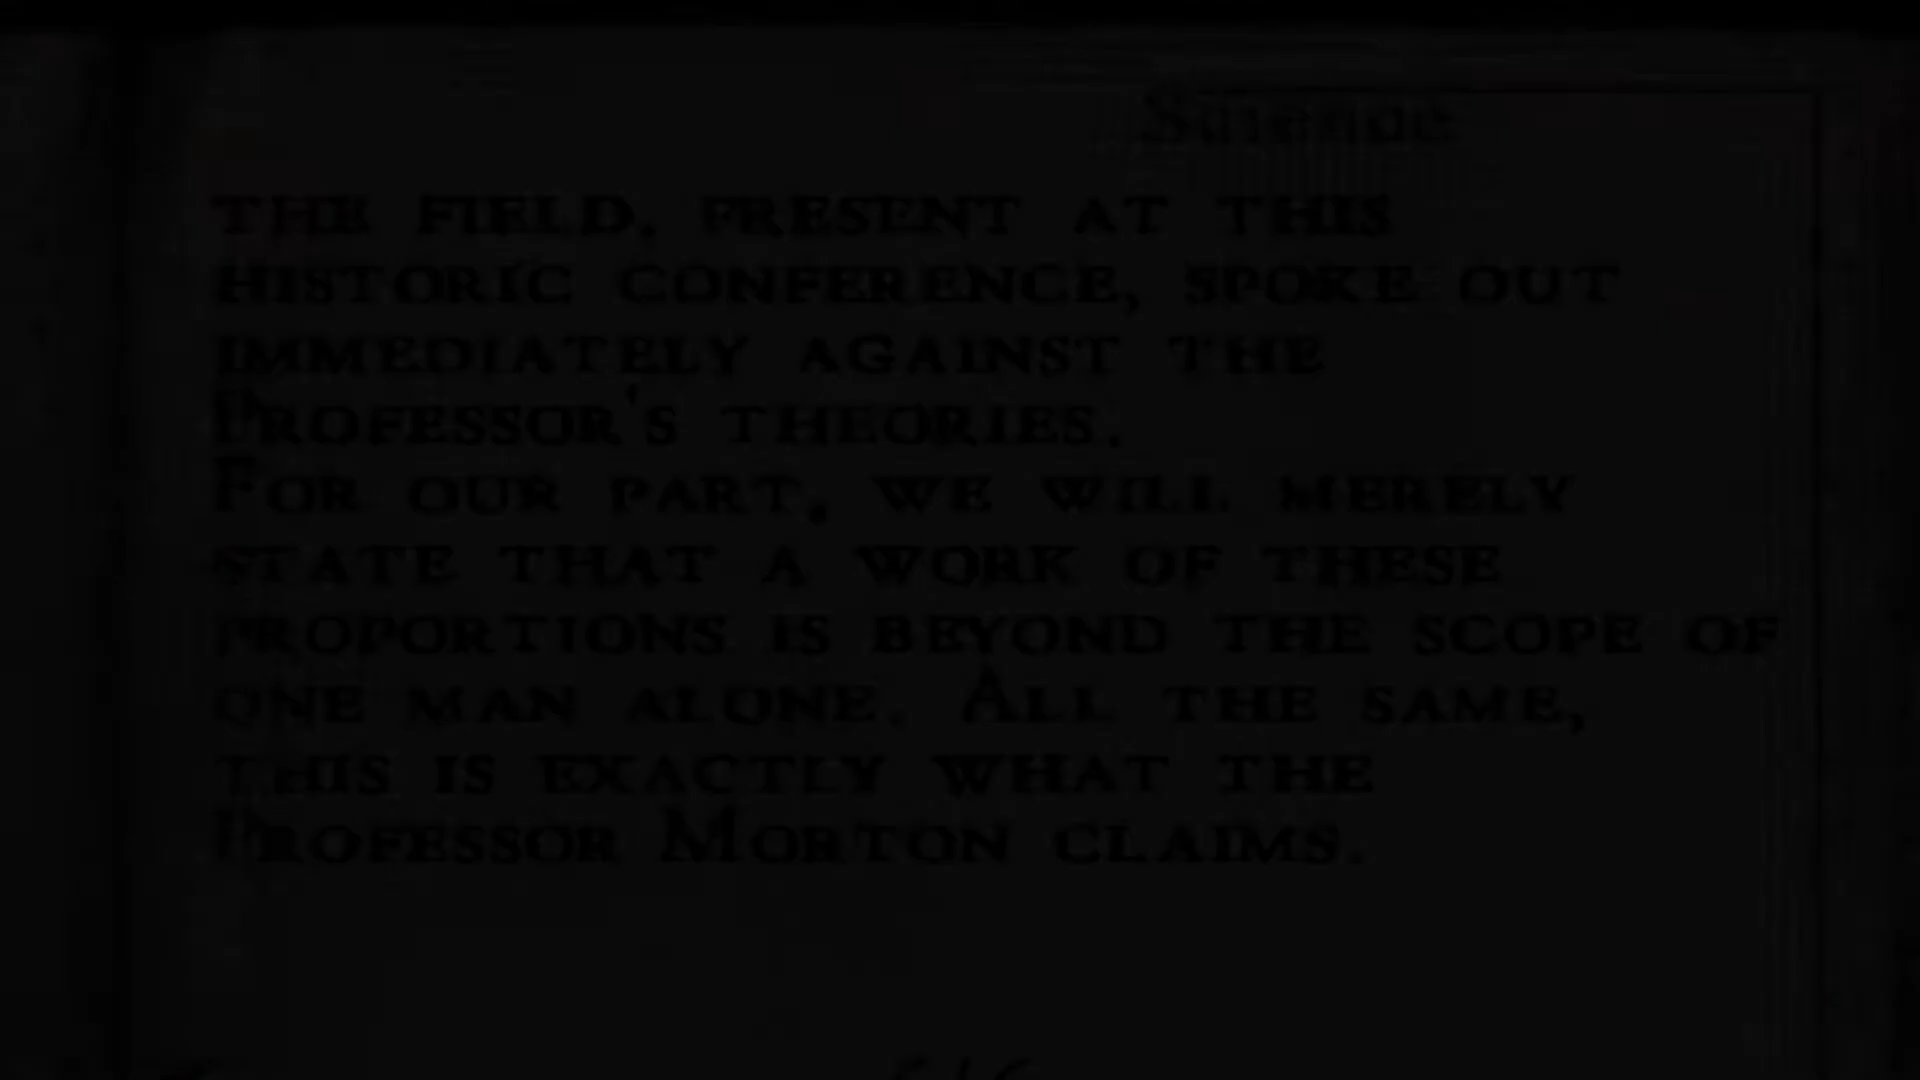 Science
THE FIELD, PRESENT AT THIS
HISTORIC CONFERENCE, SPOKE OUT
IMMEDIATELY AGAINST THE
PROFESSOR'S THEORIES.
FOR OUR PART, WE WILL MERELY
STATE THAT A WORK OF THESE
PROPORTIONS IS BEYOND THE SCOPE OF
ONE MAN ALONE. ALL THE SAME,
THIS IS EXACTLY WHAT THE
PROFESSOR MORTON CLAIMS.